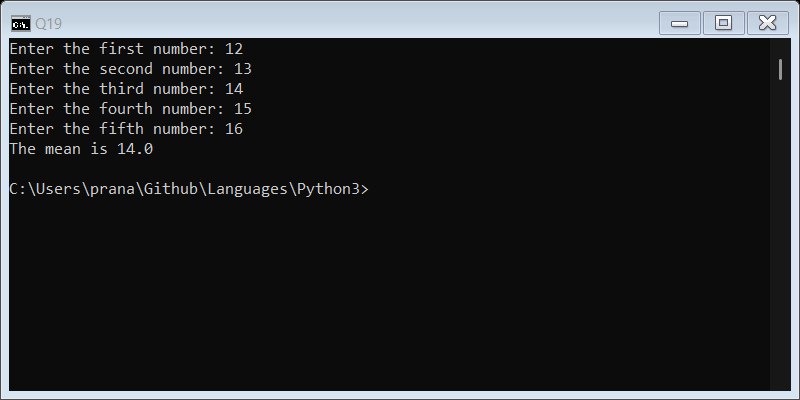 Q19
Enter the first number: 12
Enter the second number: 13
Enter the third number: 14
Enter the fourth number: 15
Enter the fifth number: 16
The mean is 14.0
C:\Users\prana\Github\Languages\Python3>